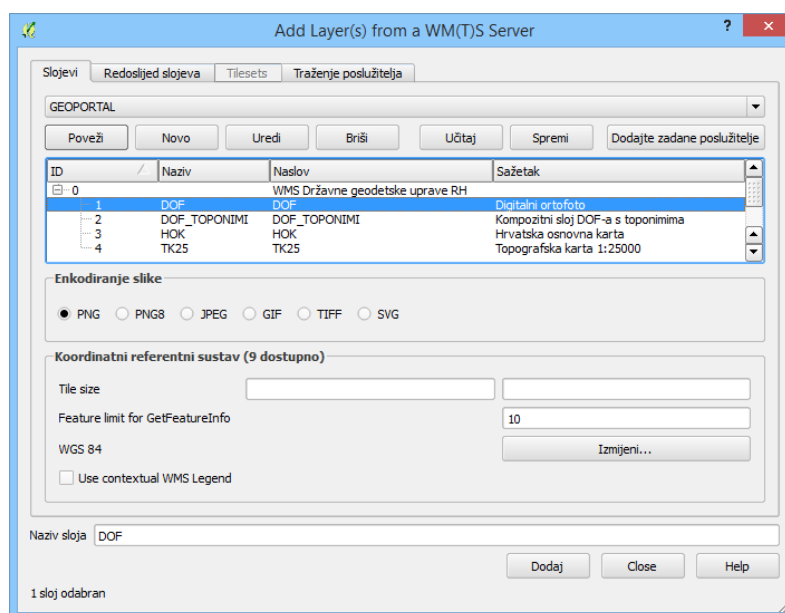 Add Layer(s) from a WM(T)S Server ? ×
Slojevi Redoslijed slojeva Tilesets Traženje poslužitelja
GEOPORTAL
Poveži Novo Uredi Briši Učitaj Spremi Dodajte zadane poslužitelje
ID Naziv Naslov Sažetak
0 WMS Državne geodetske uprave RH
1 DOF DOF Digitalni ortofoto
2 DOF_TOPONIMI DOF_TOPONIMI Kompozitni sloj DOF-a s toponimima
3 HOK HOK Hrvatska osnovna karta
4 TK25 TK25 Topografska karta 1:25000
Enkodiranje slike
PNG PNG8 JPEG GIF TIFF SVG
Koordinatni referentni sustav (9 dostupno)
Tile size
Feature limit for GetFeatureInfo 10
WGS 84 Izmijeni...
Use contextual WMS Legend
Naziv sloja DOF
Dodaj Close Help
1 sloj odabran